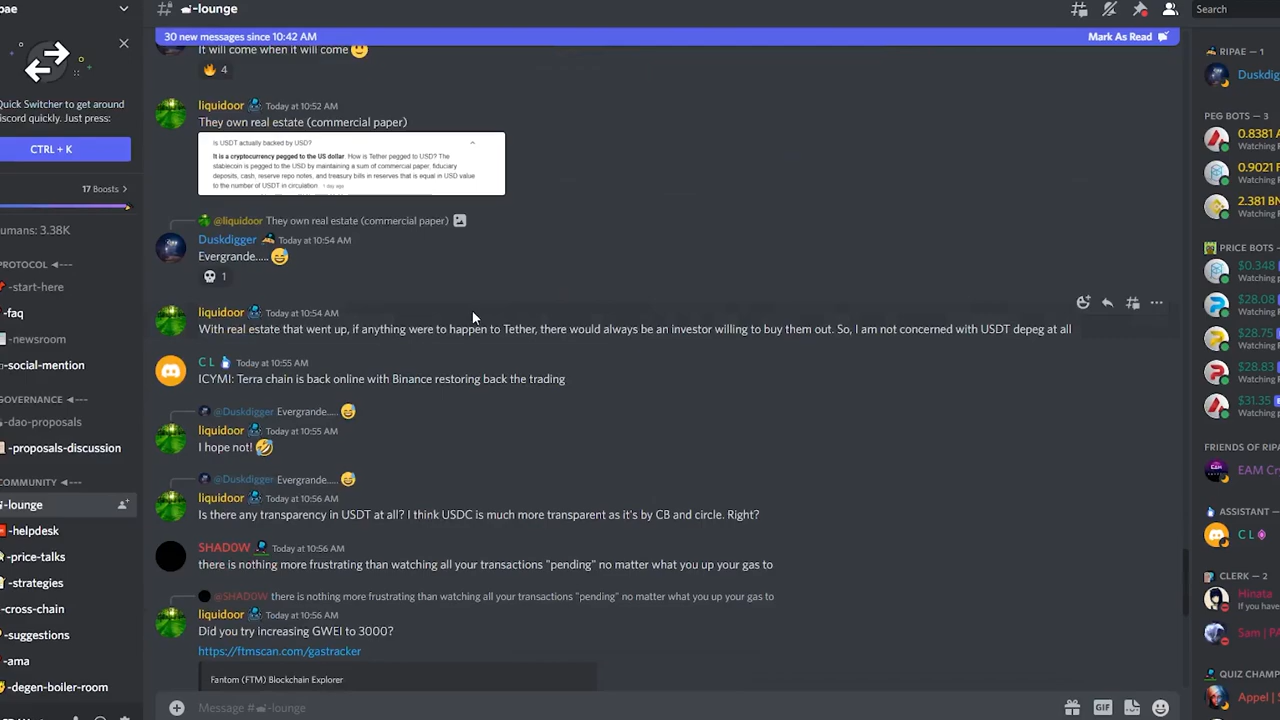 pae
-lounge
Search
Quick Switcher to get around
iscord quickly. Just press:
CTRL + K
17 Boosts
umans: 3.38K
PROTOCOL
-start-here
-faq
-newsroom
-social-mention
GOVERNANCE
-dao-proposals
-proposals-discussion
COMMUNITY
-lounge
-helpdesk
-price-talks
-strategies
-cross-chain
-suggestions
-ama
-degen-boiler-room
30 new messages since 10:42 AM
Mark As Read
It will come when it will come
4
liquidoor Today at 10:52 AM
They own real estate (commercial paper)
Is USDT actually backed by USD?
It is a cryptocurrency pegged to the US dollar. How is Tether pegged to USD? The
stablecoin is pegged to the USD by maintaining a sum of commercial paper, fiduciary
deposits, cash, reserve repo notes, and treasury bills in reserves that is equal in USD value
to the number of USDT in circulation. 1 day ago
@liquidoor They own real estate (commercial paper)
Duskdigger Today at 10:54 AM
Evergrande.....
1
liquidoor Today at 10:54 AM
With real estate that went up, if anything were to happen to Tether, there would always be an investor willing to buy them out. So, I am not concerned with USDT depeg at all
C L Today at 10:55 AM
ICYMI: Terra chain is back online with Binance restoring back the trading
@Duskdigger Evergrande.....
liquidoor Today at 10:55 AM
I hope not!
@Duskdigger Evergrande.....
liquidoor Today at 10:56 AM
Is there any transparency in USDT at all? I think USDC is much more transparent as it's by CB and circle. Right?
SHAD0W Today at 10:56 AM
there is nothing more frustrating than watching all your transactions "pending" no matter what you up your gas to
@SHAD0W there is nothing more frustrating than watching all your transactions "pending" no matter what you up your gas to
liquidoor Today at 10:56 AM
Did you try increasing GWEI to 3000?
https://ftmscan.com/gastracker
Fantom (FTM) Blockchain Explorer
Message #-lounge
GIF
RIPAE — 1
Duskdig
PEG BOTS —
0.8381 A
Watching P
0.9021 F
Watching P
2.381 BN
Watching P
PRICE BOTS —
$0.348
Watching p
$28.08
Watching P
$28.75
Watching P
$28.83
Watching P
$31.35
Watching p
FRIENDS OF RIPA
EAM Cry
ASSISTANT —
C L
CLERK — 2
Hinata
If you have
Sam | PA
QUIZ CHAMP
Appel | S